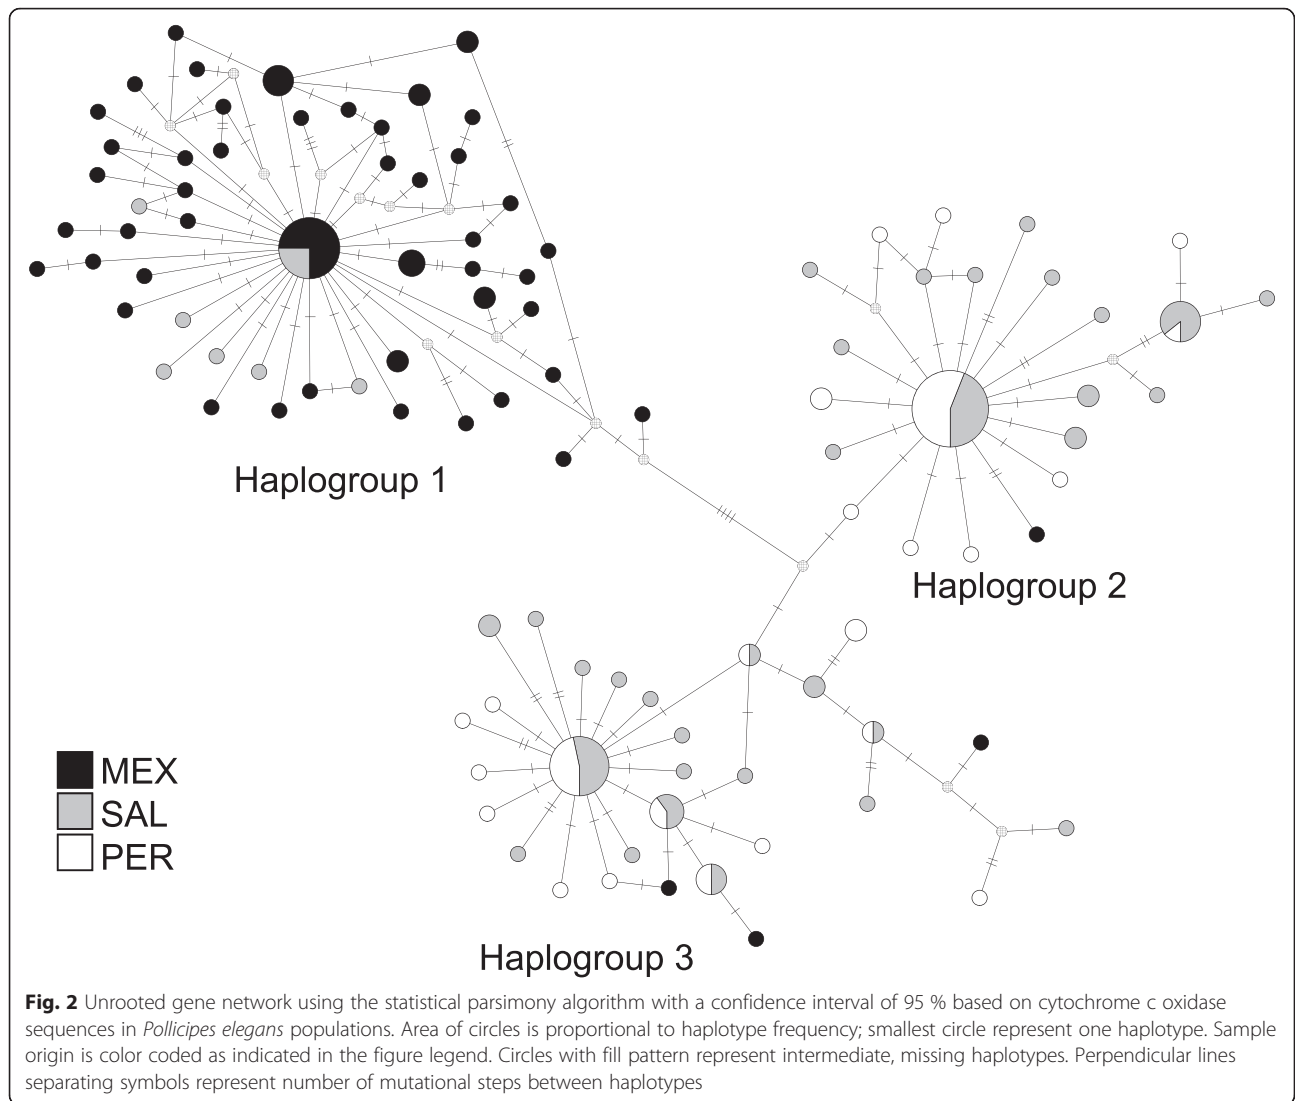 Haplogroup 1
Haplogroup 2
MEX
SAL
PER
Haplogroup 3
Fig. 2 Unrooted gene network using the statistical parsimony algorithm with a confidence interval of 95 % based on cytochrome c oxidase
sequences in Pollicipes elegans populations. Area of circles is proportional to haplotype frequency; smallest circle represent one haplotype. Sample
origin is color coded as indicated in the figure legend. Circles with fill pattern represent intermediate, missing haplotypes. Perpendicular lines
separating symbols represent number of mutational steps between haplotypes